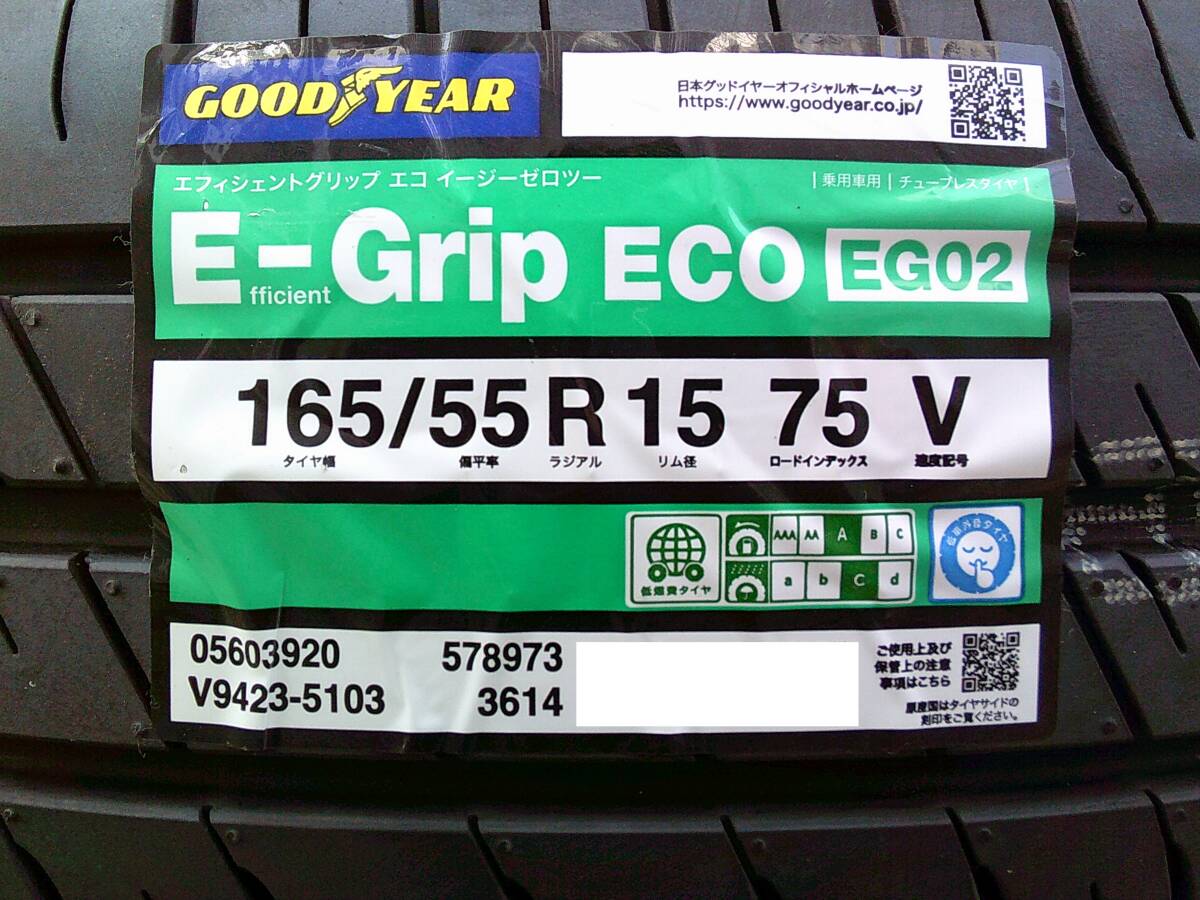 GOODYEAR
日本グッドイヤーオフィシャルホームページ
https://www.goodyear.co.jp/
エフィシェントグリップ エコ イージーゼロツー
|乗用車用|チューブレスタイヤ|
E-Grip ECO EG02
fficient
165/55 R 15 75 V
タイヤ幅 偏平率 ラジアル リム径 ロードインデックス 速度記号
低燃費タイヤ
AAA AA A B C
a b c d
低車外音タイヤ
05603920 578973
V9423-5103 3614
ご使用上及び
保管上の注意
事項はこちら
原産国はタイヤサイドの
刻印をご覧ください。